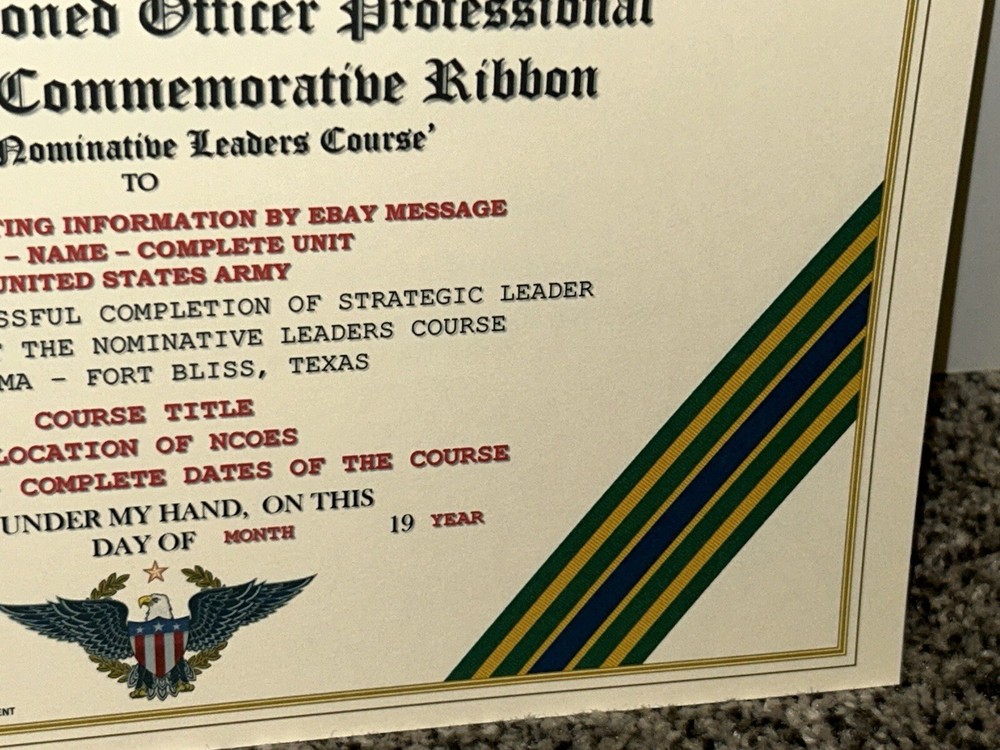 oned Officer Professional
Commemorative Ribbon
Nominative Leaders Course'
TO
TING INFORMATION BY EBAY MESSAGE
– NAME – COMPLETE UNIT
UNITED STATES ARMY
SSFUL COMPLETION OF STRATEGIC LEADER
T THE NOMINATIVE LEADERS COURSE
MA – FORT BLISS, TEXAS
COURSE TITLE
LOCATION OF NCOES
COMPLETE DATES OF THE COURSE
UNDER MY HAND, ON THIS
DAY OF MONTH 19 YEAR
ENT